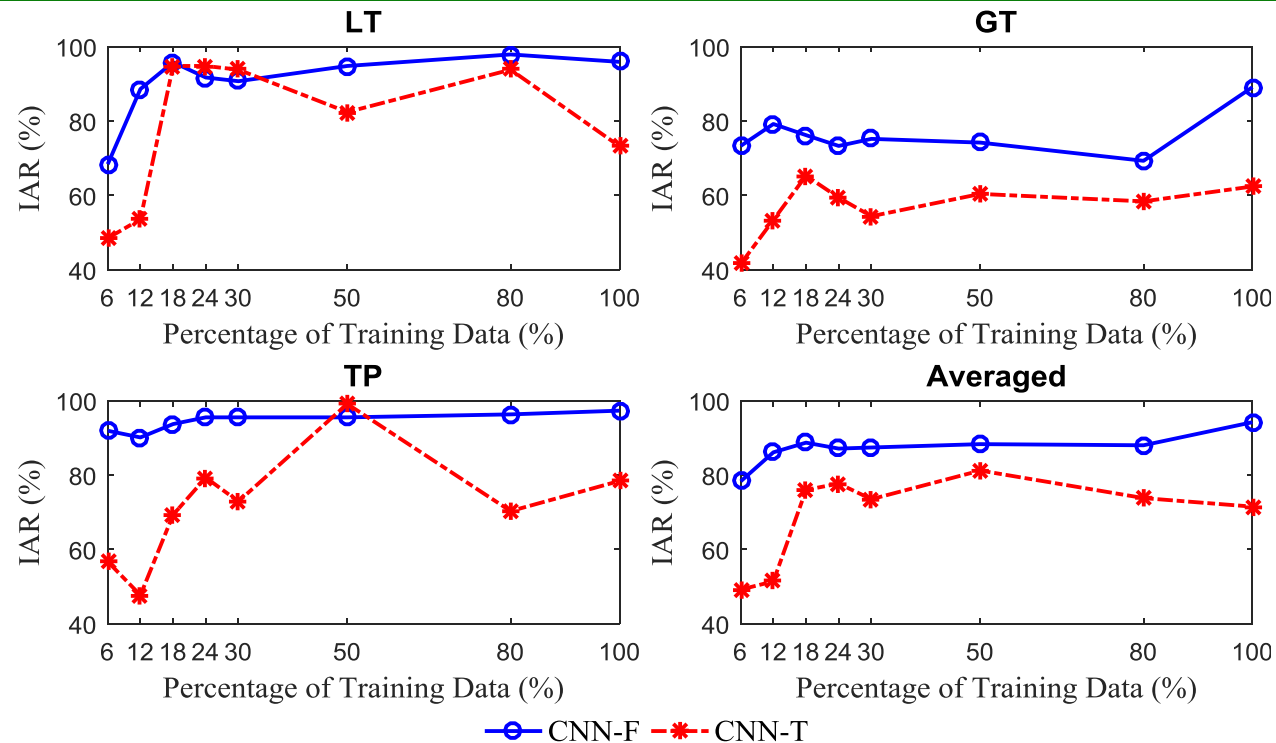 LT
IAR (%)
100
80
60
40
6 12 18 24 30 50 80 100
Percentage of Training Data (%)
GT
IAR (%)
100
80
60
40
6 12 18 24 30 50 80 100
Percentage of Training Data (%)
TP
IAR (%)
100
80
60
40
6 12 18 24 30 50 80 100
Percentage of Training Data (%)
Averaged
IAR (%)
100
80
60
40
6 12 18 24 30 50 80 100
Percentage of Training Data (%)
CNN-F CNN-T